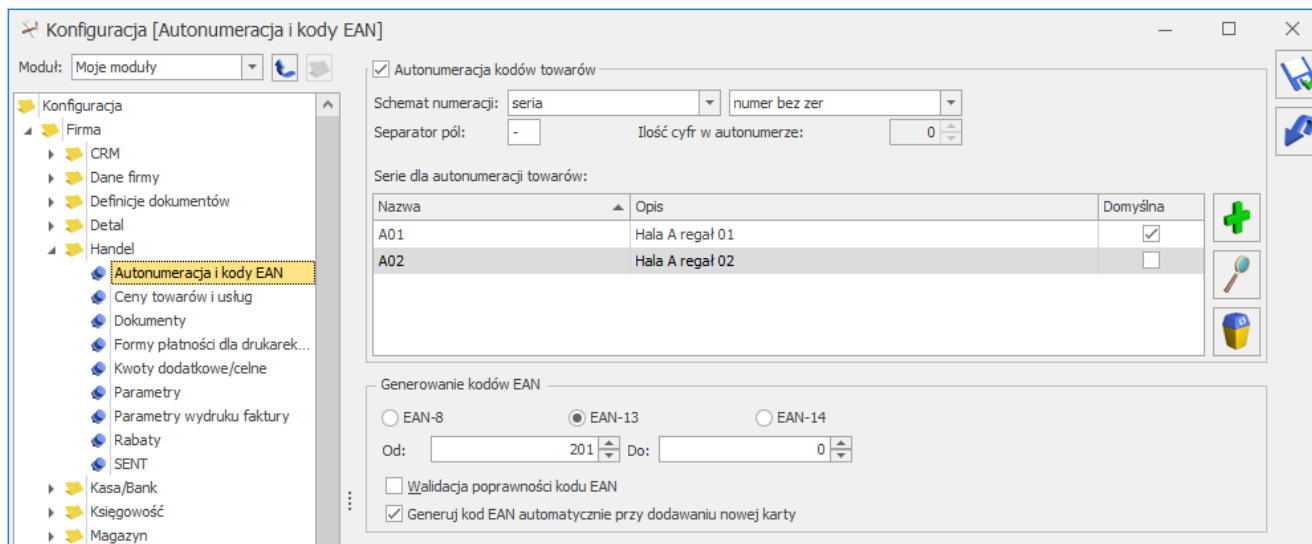 Konfiguracja [Autonumeracja i kody EAN]
Moduł: Moje moduły
Konfiguracja
Firma
CRM
Dane firmy
Definicje dokumentów
Detal
Handel
Autonumeracja i kody EAN
Ceny towarów i usług
Dokumenty
Formy płatności dla drukarek...
Kwoty dodatkowe/celne
Parametry
Parametry wydruku faktury
Rabaty
SENT
Kasa/Bank
Księgowość
Magazyn
Autonumeracja kodów towarów
Schemat numeracji: seria numer bez zer
Separator pól: - Ilość cyfr w autonumerze: 0
Serie dla autonumeracji towarów:
Nazwa Opis Domyślna
A01 Hala A regał 01
A02 Hala A regał 02
Generowanie kodów EAN
EAN-8 EAN-13 EAN-14
Od: 201 Do: 0
Walidacja poprawności kodu EAN
Generuj kod EAN automatycznie przy dodawaniu nowej karty